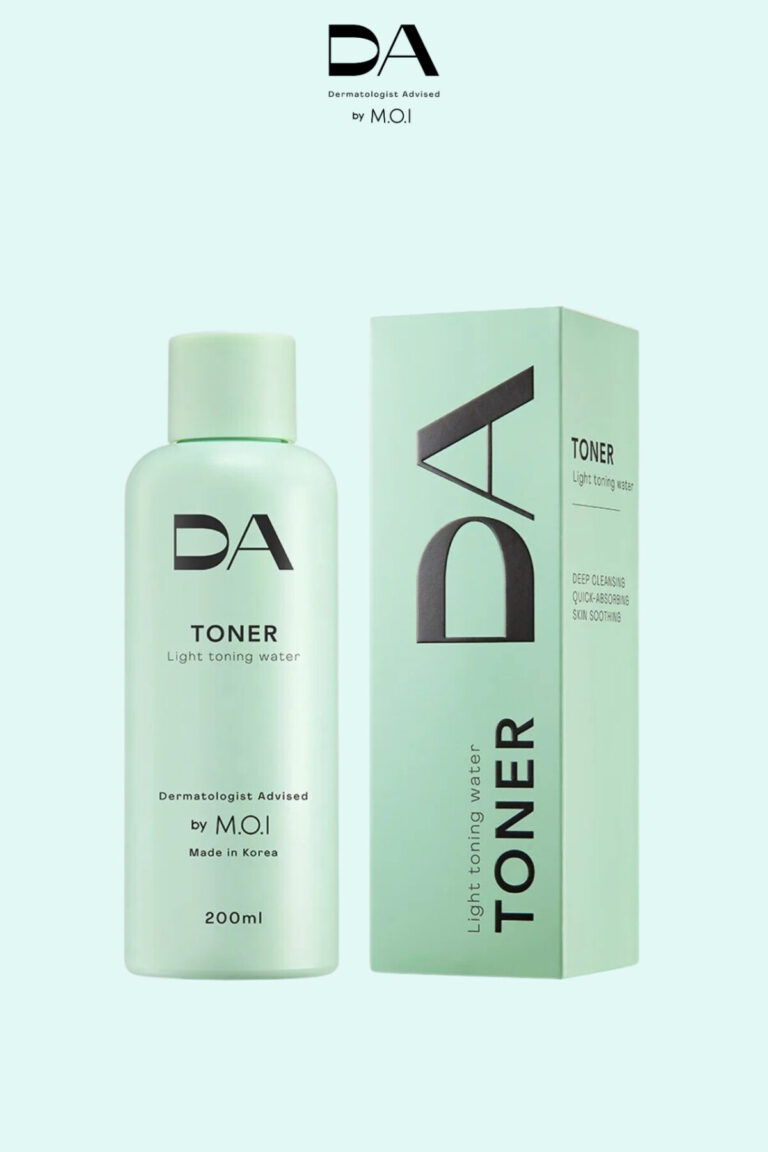 DA
Dermatologist Advised
by M.O.I
DA
TONER
Light toning water
Dermatologist Advised
by M.O.I
Made in Korea
200ml
DA
TONER
Light toning water
TONER
Light toning water
DEEP CLEANSING
QUICK-ABSORBING
SKIN SOOTHING